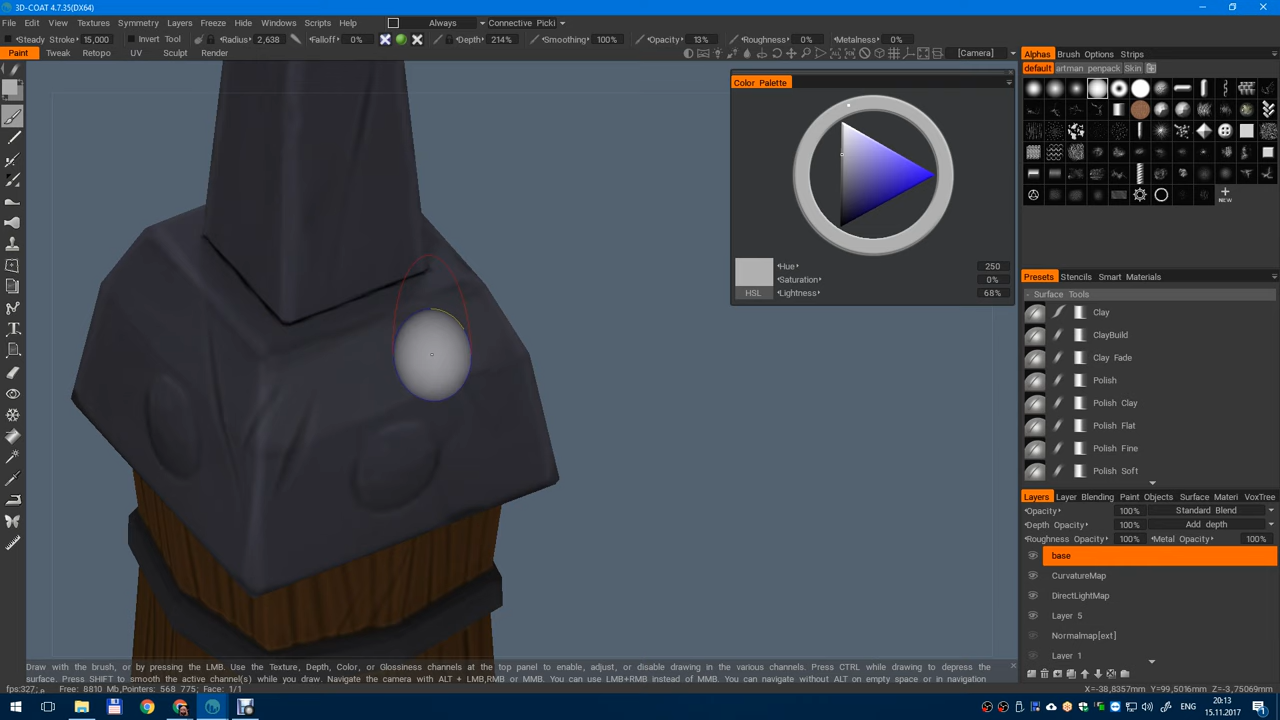 3D-COAT 4.7.35(DX64)
File Edit View Textures Camera Symmetry Layers Freeze Hide Windows Scripts Help Always Connective Picki
Steady Stroke 15,000 Invert Tool Radius 2,638 Falloff 0% Depth 214% Smoothing 100% Opacity 13% Roughness 0% Metalness 0%
Paint Tweak Retopo UV Sculpt Render [Camera]
Color Palette
Hue 250
Saturation 0%
HSL Lightness 68%
Alphas Brush Options Strips
default artman penpack Skin
NEW
Presets Stencils Smart Materials
- Surface Tools
Clay
ClayBuild
Clay Fade
Polish
Polish Clay
Polish Flat
Polish Fine
Polish Soft
Layers Layer Blending Paint Objects Surface Materi VoxTree
Opacity 100% Standard Blend
Depth Opacity 100% Add depth
Roughness Opacity 100% Metal Opacity 100%
base
CurvatureMap
DirectLightMap
Layer 5
Normalmap[ext]
Layer 1
Draw with the brush, or by pressing the LMB. Use the Texture, Depth, Color, or Glossiness channels at the top panel to enable, adjust, or disable drawing in the various channels. Press CTRL while drawing to depress the
surface. Press SHIFT to smooth the active channel(s) while you draw. Navigate the camera with ALT + LMB,RMB or MMB. You can use LMB+RMB instead of MMB. You can navigate without ALT on empty space or in navigation
fps:327; Free: 8810 Mb,Pointers: 568 775; Face: 1/1 X=-38,8357mm Y=99,5016mm Z=-3,75069mm
ENG
20:13
15.11.2017